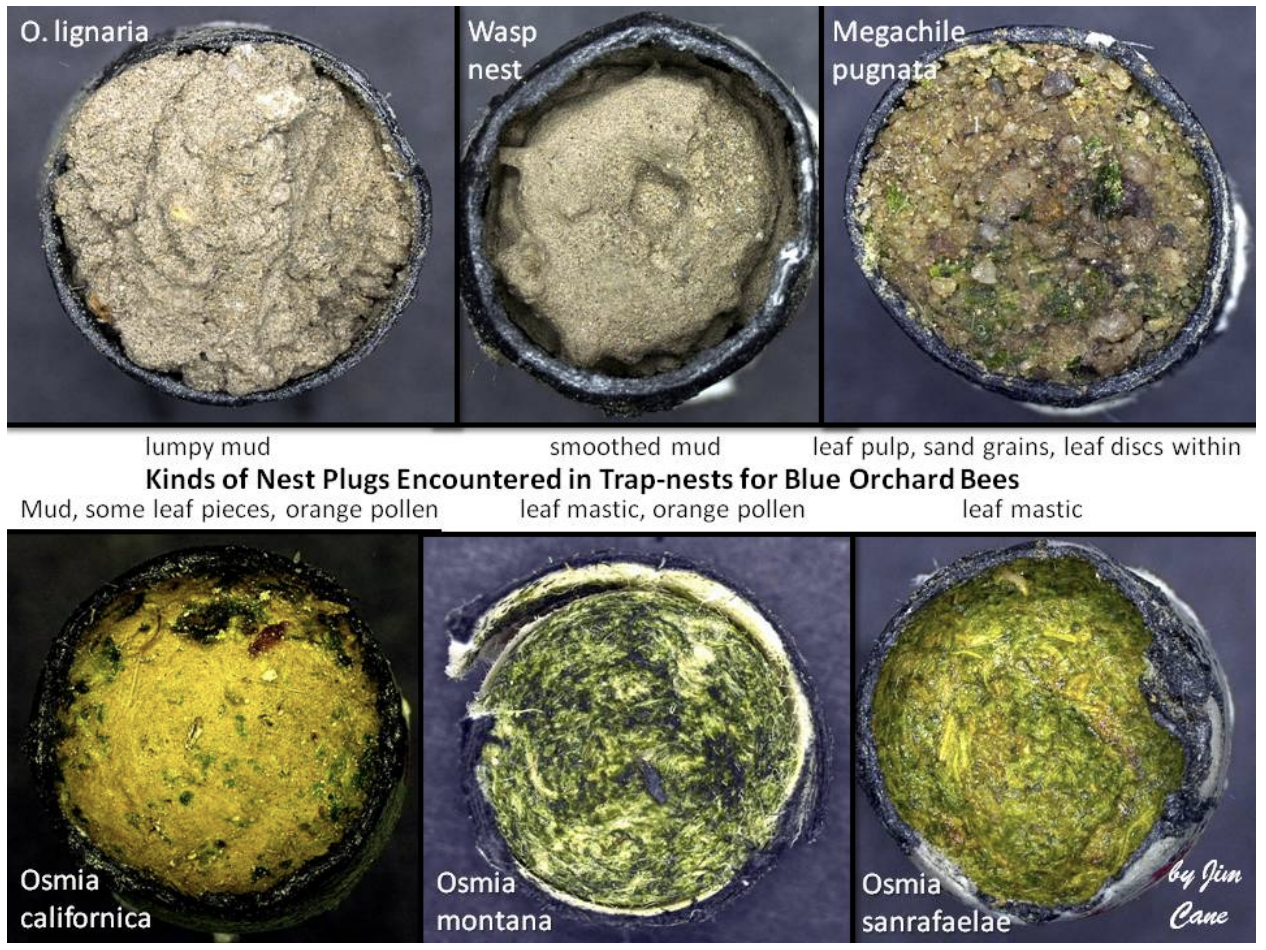 O. lignaria
Wasp
nest
Megachile
pugnata
lumpy mud
smoothed mud
leaf pulp, sand grains, leaf discs within
Kinds of Nest Plugs Encountered in Trap-nests for Blue Orchard Bees
Mud, some leaf pieces, orange pollen
leaf mastic, orange pollen
leaf mastic
Osmia
californica
Osmia
montana
Osmia
sanrafaelae
by Jim
Cane